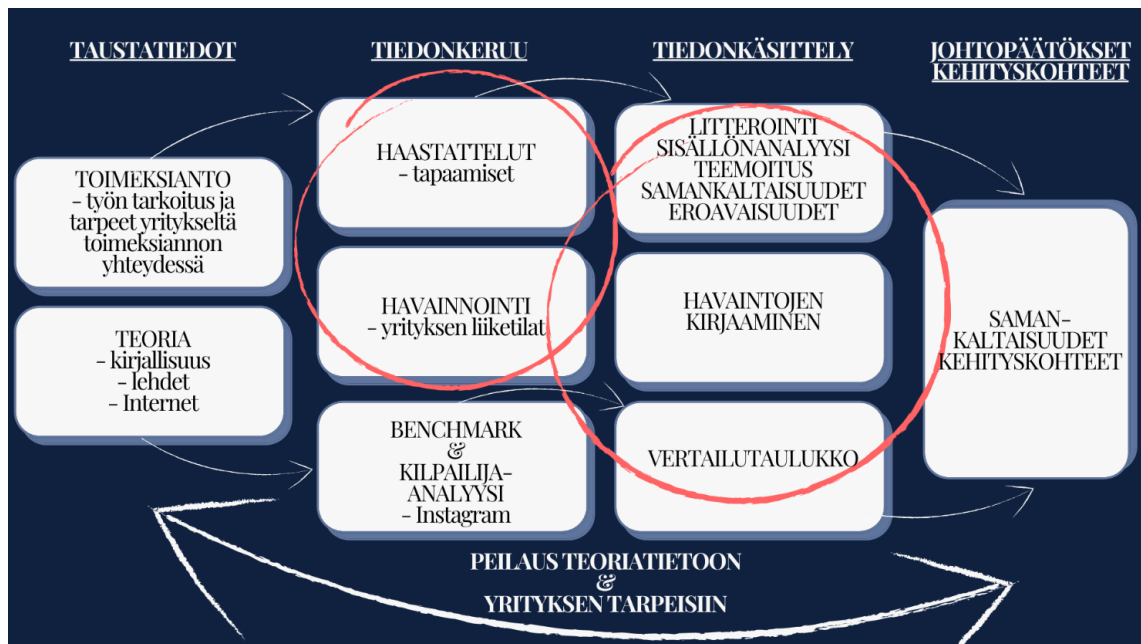 TAUSTATIEDOT
TOIMEKSIANTO
- työn tarkoitus ja
tarpeet yritykseltä
toimeksiannon
yhteydessä
TEORIA
- kirjallisuus
- lehdet
- Internet
TIEDONKERUU
HAASTATTELUT
- tapaamiset
HAVAINNOINTI
- yrityksen liiketilat
BENCHMARK
&
KILPAILIJA-
ANALYYSI
- Instagram
TIEDONKÄSITTELY
LITTEROINTI
SISÄLLÖNANALYYSI
TEEMOITUS
SAMANKALTAISUUDET
EROAVAISUUDET
HAVAINTOJEN
KIRJAAMINEN
VERTAILUTAULUKKO
JOHTOPÄÄTÖKSET
KEHITYSKOHTEET
SAMAN-
KALTAISUUDET
KEHITYSKOHTEET
PEILAUS TEORIATIETOON
&
YRITYKSEN TARPEISIIN